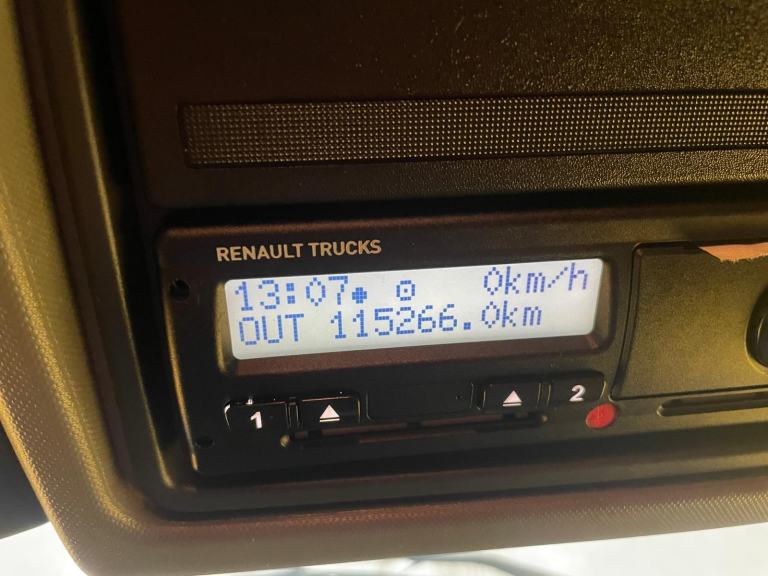 RENAULT TRUCKS
13:07 0km/h
OUT 115266.0km
1 2